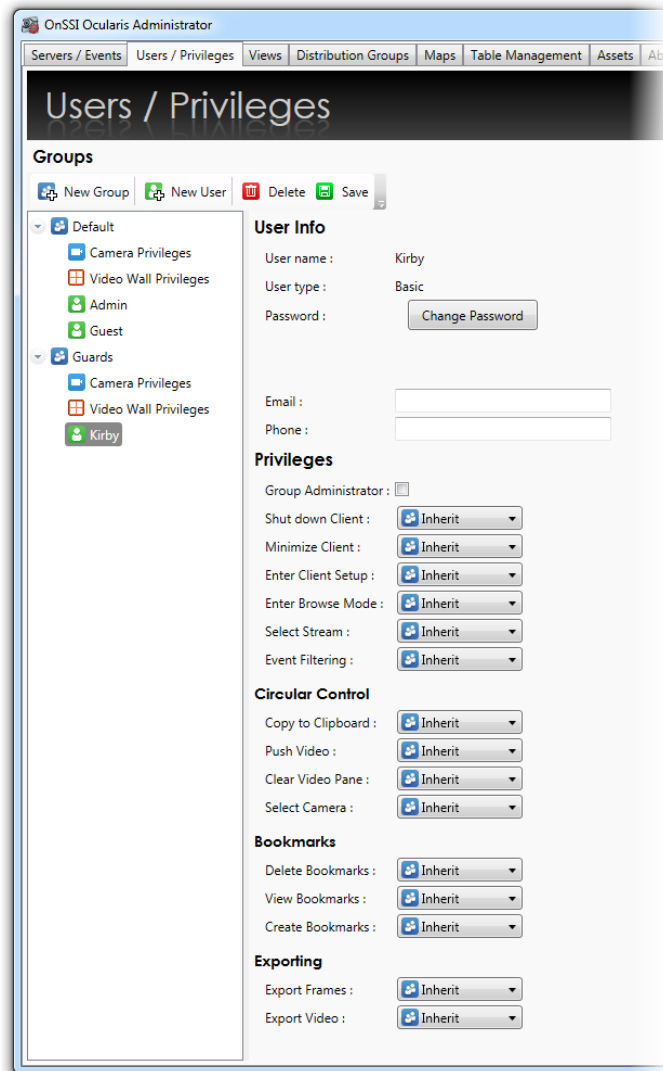 OnSSI Ocularis Administrator
Servers / Events Users / Privileges Views Distribution Groups Maps Table Management Assets Ab
Users / Privileges
Groups
New Group New User Delete Save
Default
Camera Privileges
Video Wall Privileges
Admin
Guest
Guards
Camera Privileges
Video Wall Privileges
Kirby
User Info
User name : Kirby
User type : Basic
Password : Change Password
Email :
Phone :
Privileges
Group Administrator :
Shut down Client : Inherit
Minimize Client : Inherit
Enter Client Setup : Inherit
Enter Browse Mode : Inherit
Select Stream : Inherit
Event Filtering : Inherit
Circular Control
Copy to Clipboard : Inherit
Push Video : Inherit
Clear Video Pane : Inherit
Select Camera : Inherit
Bookmarks
Delete Bookmarks : Inherit
View Bookmarks : Inherit
Create Bookmarks : Inherit
Exporting
Export Frames : Inherit
Export Video : Inherit